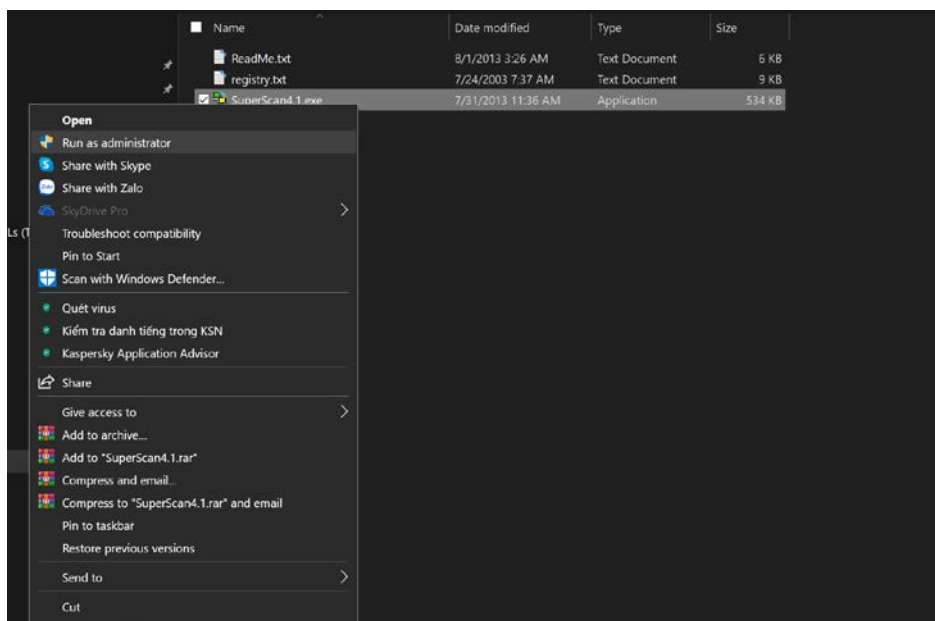 Name Date modified Type Size
ReadMe.txt 8/1/2013 3:26 AM Text Document 6 KB
registry.txt 7/24/2003 7:37 AM Text Document 9 KB
SuperScan4.1.exe 7/31/2013 11:36 AM Application 534 KB
Open
Run as administrator
Share with Skype
Share with Zalo
SkyDrive Pro
Ls (T
Troubleshoot compatibility
Pin to Start
Scan with Windows Defender...
Quét virus
Kiểm tra danh tiếng trong KSN
Kaspersky Application Advisor
Share
Give access to
Add to archive...
Add to "SuperScan4.1.rar"
Compress and email...
Compress to "SuperScan4.1.rar" and email
Pin to taskbar
Restore previous versions
Send to
Cut